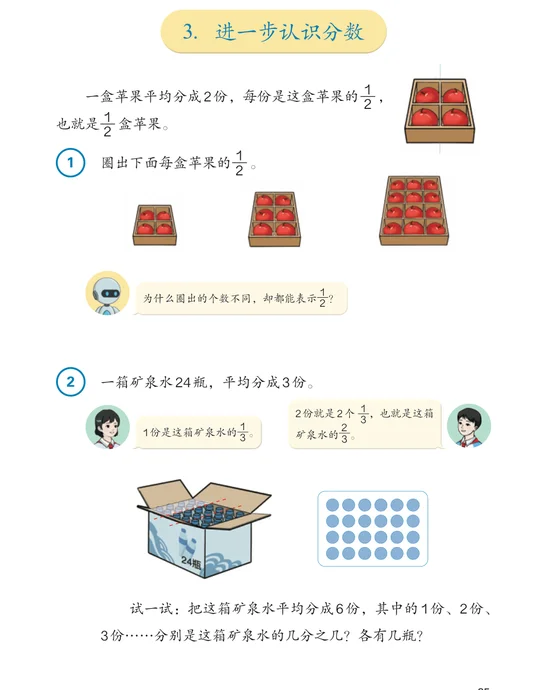 3. 进一步认识分数
一盒苹果平均分成2份，每份是这盒苹果的1/2，
也就是1/2盒苹果。
1 圈出下面每盒苹果的1/2。
为什么圈出的个数不同，却都能表示1/2？
2 一箱矿泉水24瓶，平均分成3份。
1份是这箱矿泉水的1/3。
2份就是2个1/3，也就是这箱
矿泉水的2/3。
24瓶
试一试：把这箱矿泉水平均分成6份，其中的1份、2份、
3份……分别是这箱矿泉水的几分之几？各有几瓶？